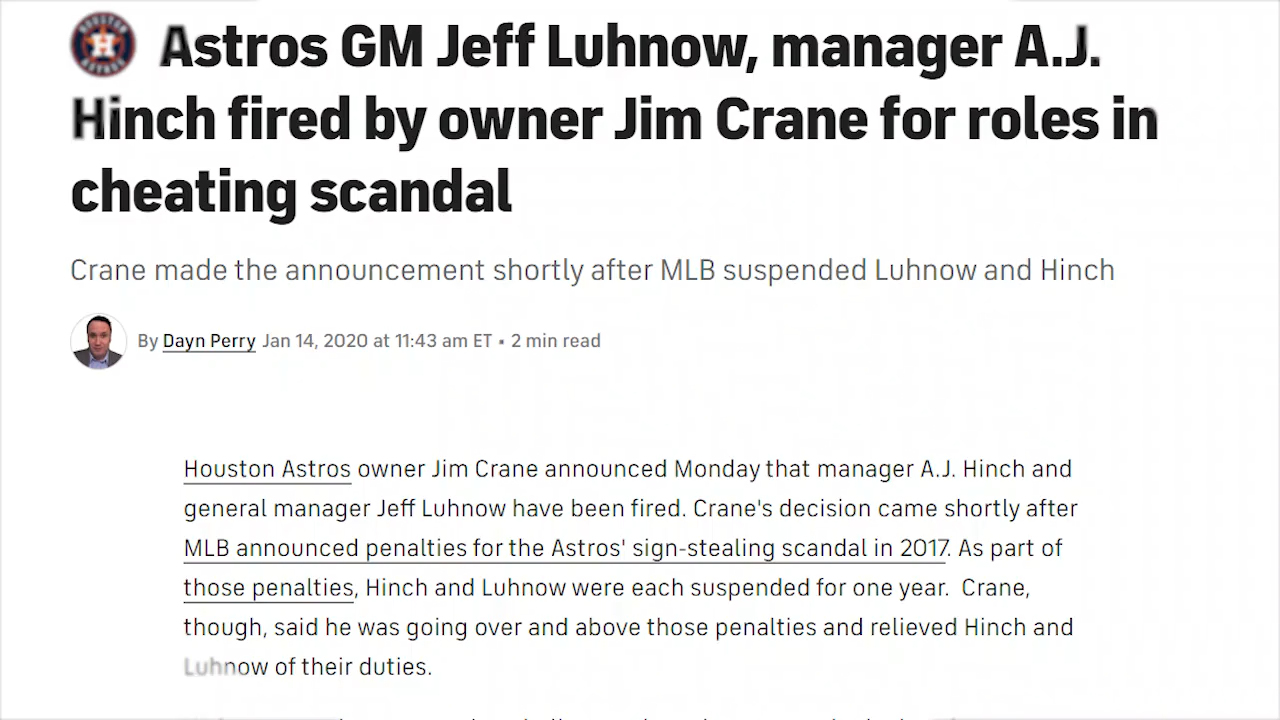 HOUSTON
H
ASTROS
Astros GM Jeff Luhnow, manager A.J.
Hinch fired by owner Jim Crane for roles in
cheating scandal
Crane made the announcement shortly after MLB suspended Luhnow and Hinch
By Dayn Perry Jan 14, 2020 at 11:43 am ET • 2 min read
Houston Astros owner Jim Crane announced Monday that manager A.J. Hinch and
general manager Jeff Luhnow have been fired. Crane's decision came shortly after
MLB announced penalties for the Astros' sign-stealing scandal in 2017. As part of
those penalties, Hinch and Luhnow were each suspended for one year. Crane,
though, said he was going over and above those penalties and relieved Hinch and
Luhnow of their duties.